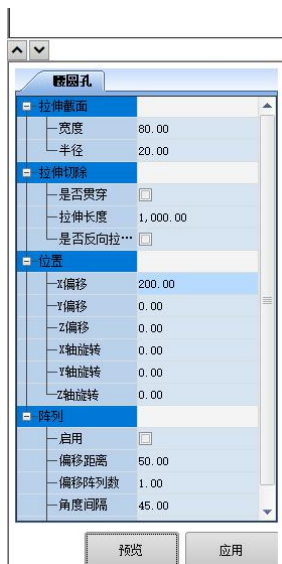 腰圆孔
拉伸截面
宽度 80.00
半径 20.00
拉伸切除
是否贯穿
拉伸长度 1,000.00
是否反向拉…
位置
X偏移 200.00
Y偏移 0.00
Z偏移 0.00
X轴旋转 0.00
Y轴旋转 0.00
Z轴旋转 0.00
阵列
启用
偏移距离 50.00
偏移阵列数 1.00
角度间隔 45.00
预览 应用